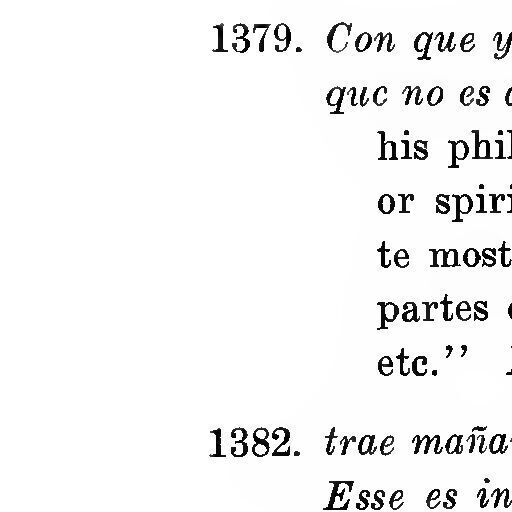 1379. Con que y
quc no es
his phil
or spiri
te most
partes
etc.''
1382. traе maña
Esse es in